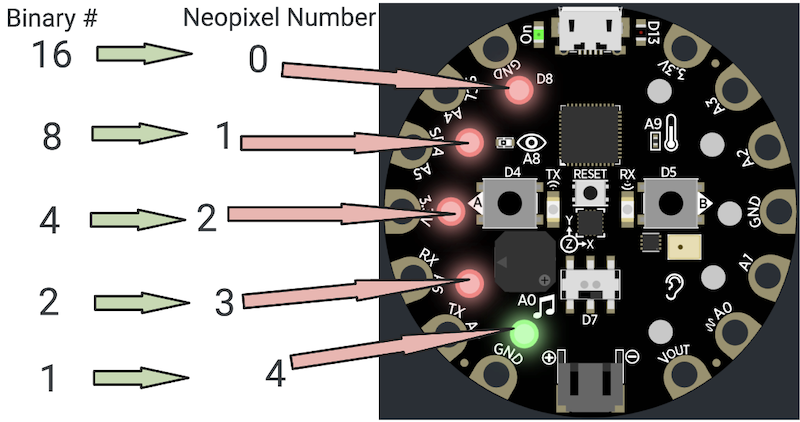 Binary #
Neopixel Number
16
0
8
1
4
2
2
3
1
4
On
D13
GND
D8
3.3V
SCL
A4
A3
SDA
A5
A8
A9
A2
D4
TX
RESET
RX
D5
3.3V
A
B
GND
Y
Z
X
RX
A6
A1
A0
TX
D7
A0
GND
VOUT